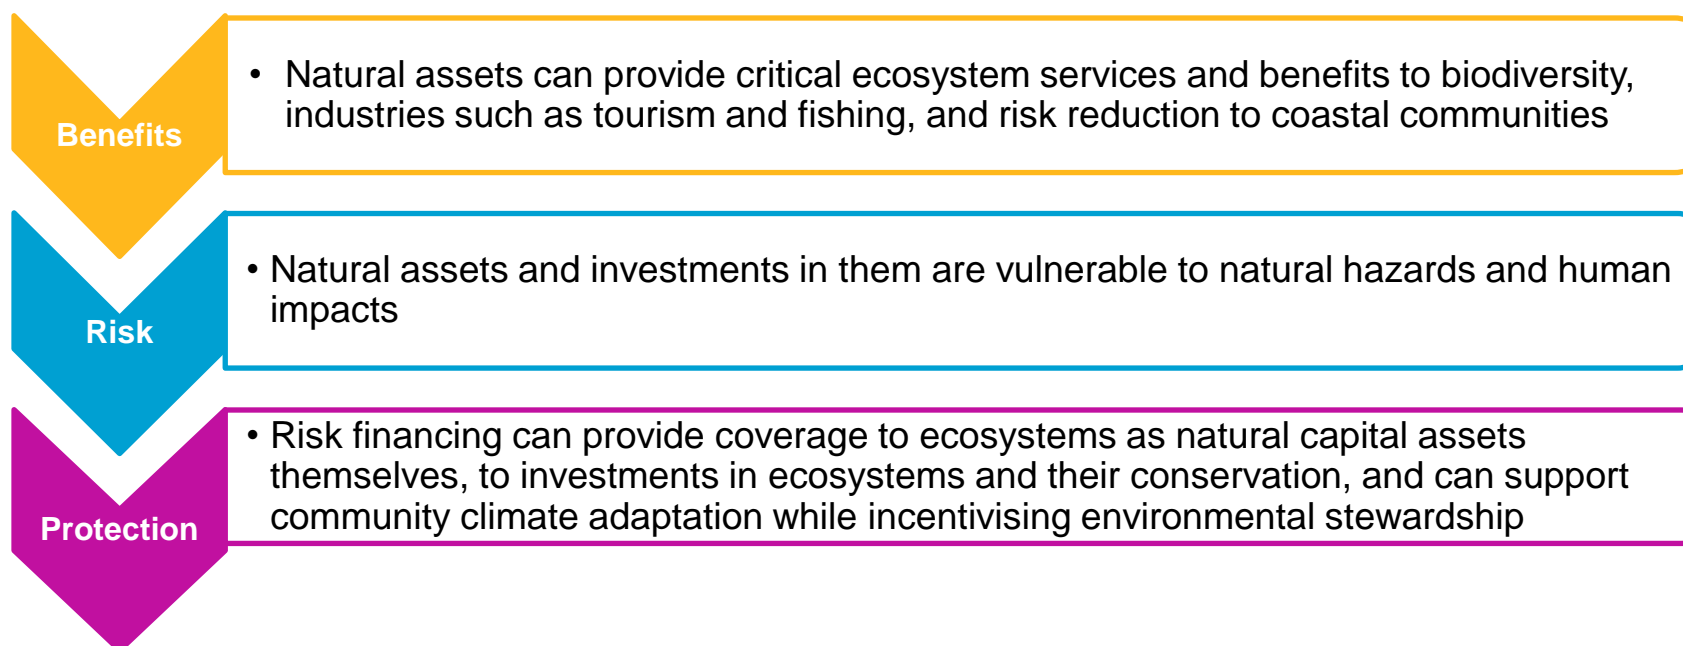 Benefits
• Natural assets can provide critical ecosystem services and benefits to biodiversity,
industries such as tourism and fishing, and risk reduction to coastal communities
Risk
• Natural assets and investments in them are vulnerable to natural hazards and human
impacts
Protection
• Risk financing can provide coverage to ecosystems as natural capital assets
themselves, to investments in ecosystems and their conservation, and can support
community climate adaptation while incentivising environmental stewardship